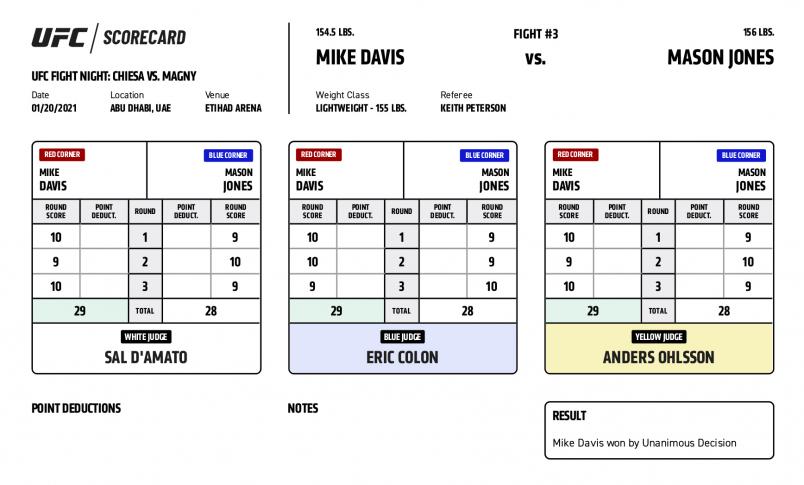 UFC / SCORECARD
UFC FIGHT NIGHT: CHIESA VS. MAGNY
Date Location Venue
01/20/2021 ABU DHABI, UAE ETIHAD ARENA
154.5 LBS. FIGHT #3 156 LBS.
MIKE DAVIS vs. MASON JONES
Weight Class Referee
LIGHTWEIGHT - 155 LBS. KEITH PETERSON
RED CORNER BLUE CORNER
MIKE MASON
DAVIS JONES
ROUND SCORE POINT DEDUCT. ROUND POINT DEDUCT. ROUND SCORE
10 1 9
9 2 10
10 3 9
29 TOTAL 28
WHITE JUDGE
SAL D'AMATO
RED CORNER BLUE CORNER
MIKE MASON
DAVIS JONES
ROUND SCORE POINT DEDUCT. ROUND POINT DEDUCT. ROUND SCORE
10 1 9
10 2 9
9 3 10
29 TOTAL 28
BLUE JUDGE
ERIC COLON
RED CORNER BLUE CORNER
MIKE MASON
DAVIS JONES
ROUND SCORE POINT DEDUCT. ROUND POINT DEDUCT. ROUND SCORE
10 1 9
9 2 10
10 3 9
29 TOTAL 28
YELLOW JUDGE
ANDERS OHLSSON
POINT DEDUCTIONS
NOTES
RESULT
Mike Davis won by Unanimous Decision